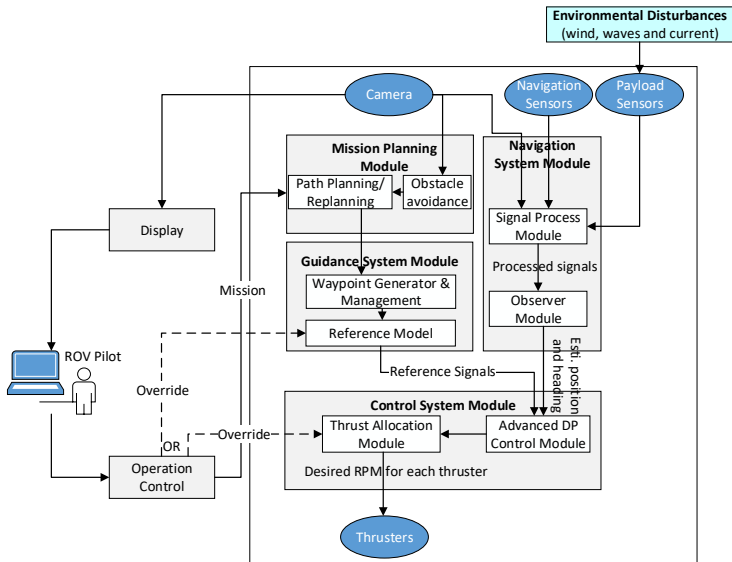 Environmental Disturbances
(wind, waves and current)
Camera
Navigation
Sensors
Payload
Sensors
Mission Planning
Module
Navigation
System Module
Path Planning/
Replanning
Obstacle
avoidance
Display
Signal Process
Module
Guidance System Module
Processed signals
Mission
Waypoint Generator &
Management
Observer
Module
Reference Model
ROV Pilot
Esti. position
and heading
Reference Signals
Override
Control System Module
Override
OR
Thrust Allocation
Module
Advanced DP
Control Module
Operation
Control
Desired RPM for each thruster
Thrusters